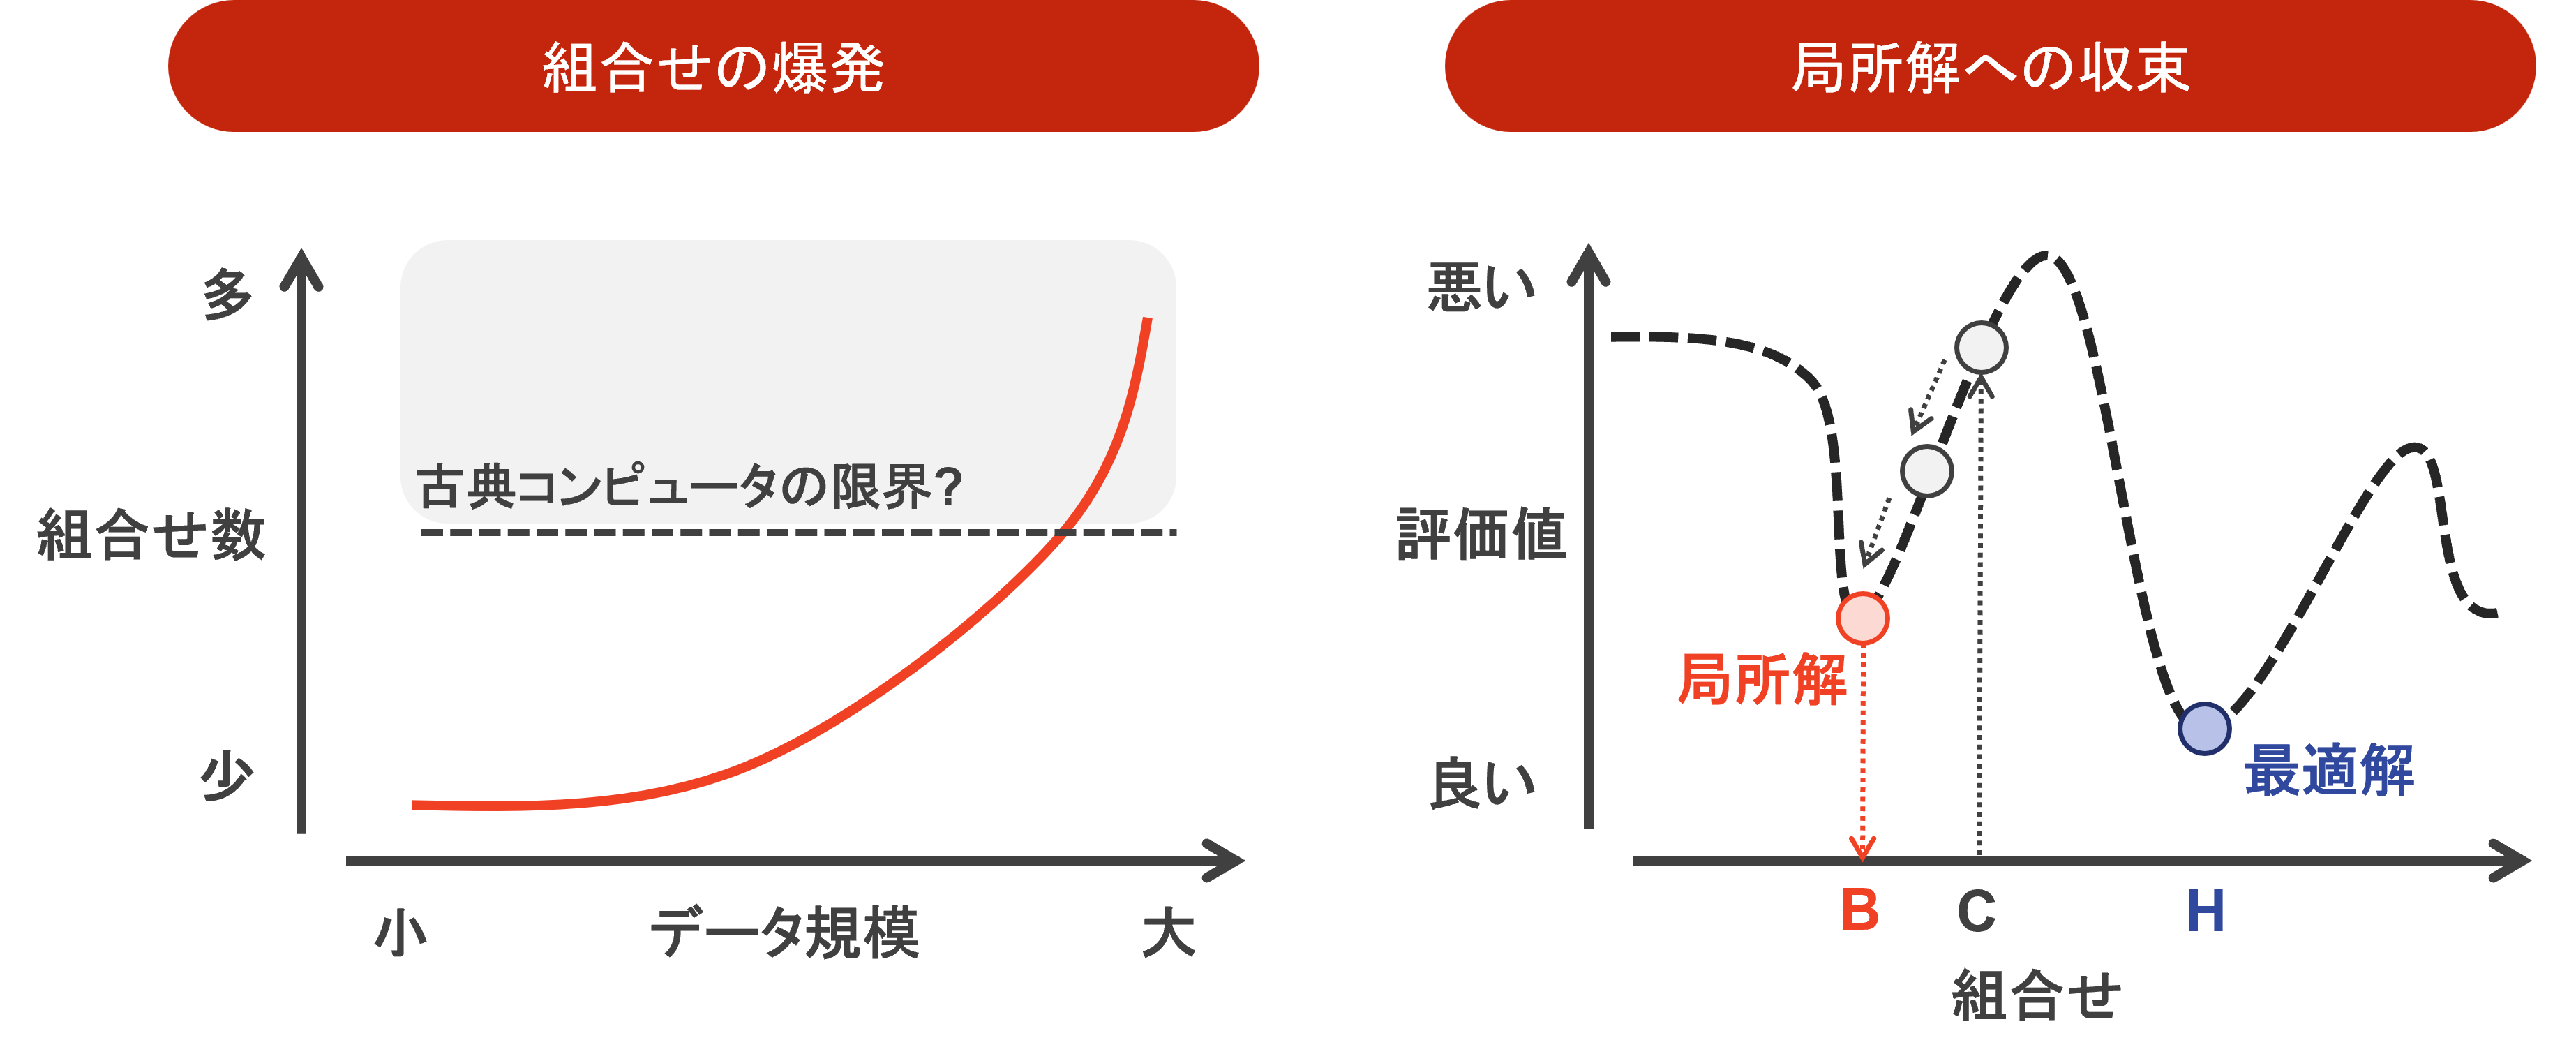 組合せの爆発
多
組合せ数
少
古典コンピュータの限界?
小
データ規模
大
局所解への収束
悪い
評価値
良い
局所解
最適解
B
C
H
組合せ